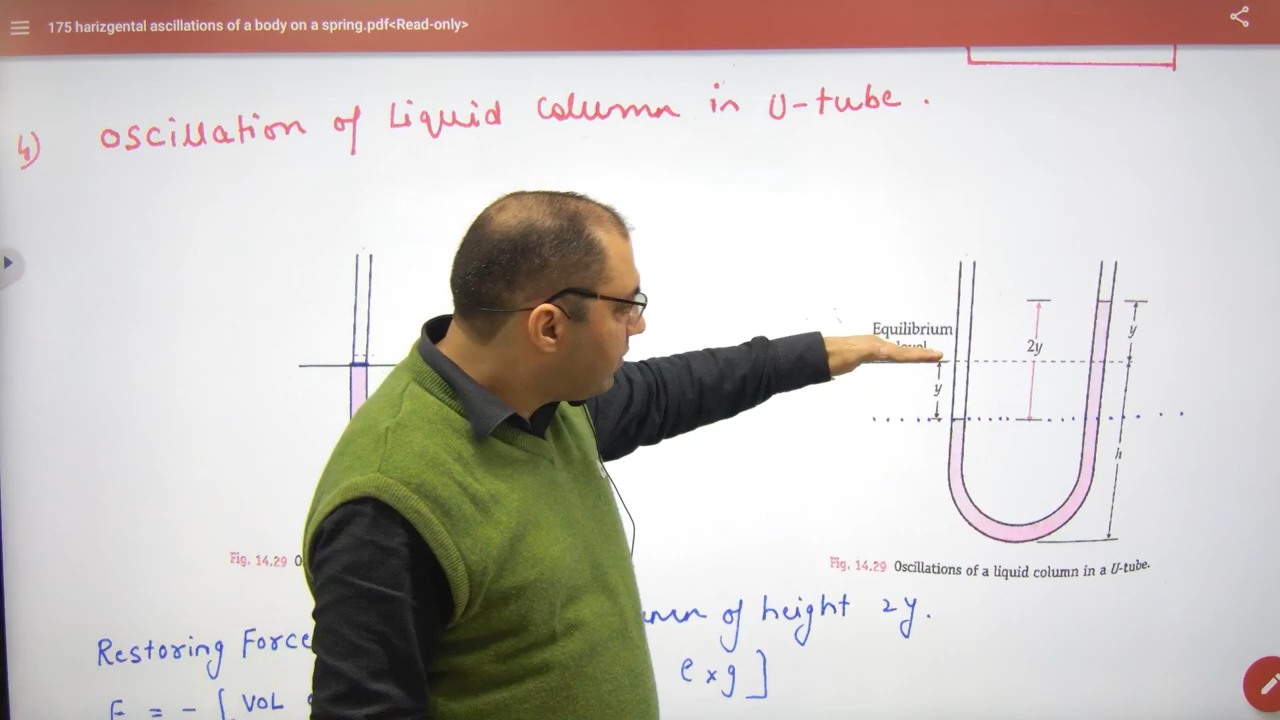 175 harizgental ascillations of a body on a spring.pdf<Read-only>
4) Oscillation of Liquid column in U-tube.
Equilibrium
level
2y
y
y
h
Fig. 14.29 O
Fig. 14.29 Oscillations of a liquid column in a U-tube.
Restoring Force of height 2y.
F = - [ VOL ρ x g ]